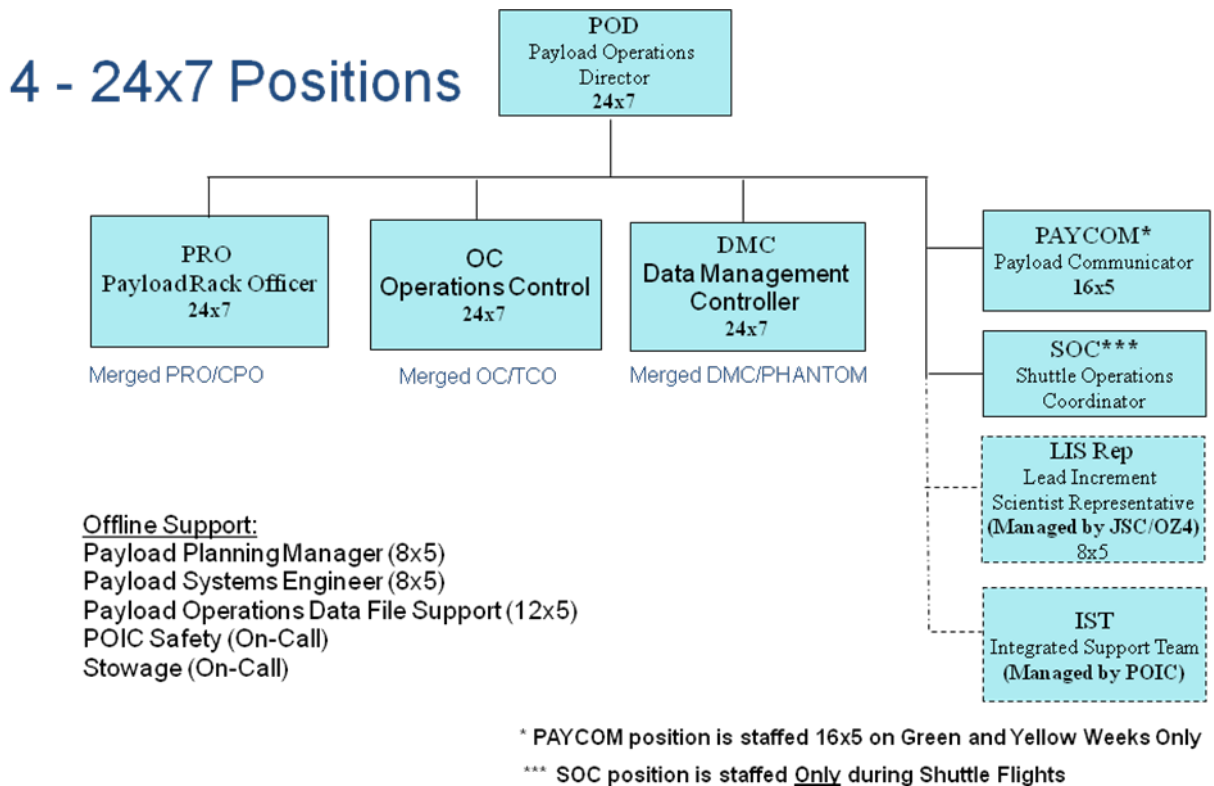 4 - 24x7 Positions
POD
Payload Operations
Director
24x7
PRO
Payload Rack Officer
24x7
Merged PRO/CPO
OC
Operations Control
24x7
Merged OC/TCO
DMC
Data Management
Controller
24x7
Merged DMC/PHANTOM
PAYCOM*
Payload Communicator
16x5
SOC***
Shuttle Operations
Coordinator
LIS Rep
Lead Increment
Scientist Representative
(Managed by JSC/OZ4)
8x5
IST
Integrated Support Team
(Managed by POIC)
Offline Support:
Payload Planning Manager (8x5)
Payload Systems Engineer (8x5)
Payload Operations Data File Support (12x5)
POIC Safety (On-Call)
Stowage (On-Call)
* PAYCOM position is staffed 16x5 on Green and Yellow Weeks Only
*** SOC position is staffed Only during Shuttle Flights